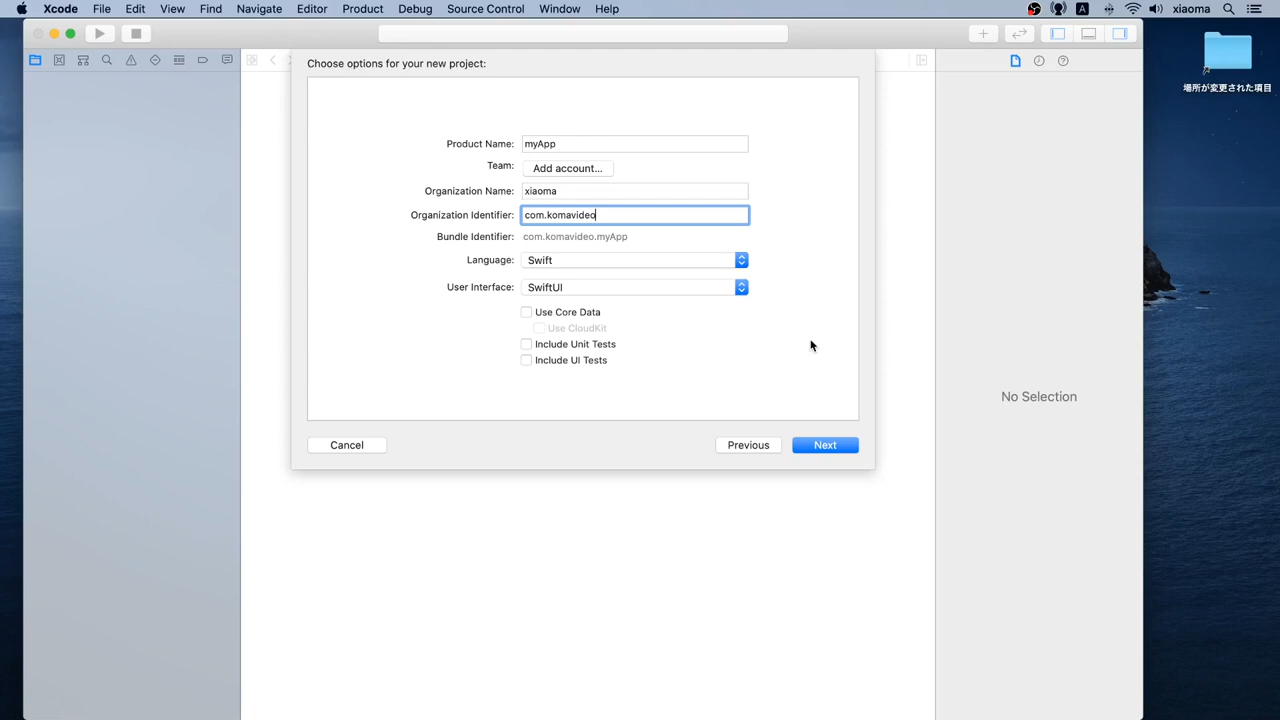 Xcode File Edit View Find Navigate Editor Product Debug Source Control Window Help A xiaoma
Choose options for your new project:
Product Name: myApp
Team: Add account...
Organization Name: xiaoma
Organization Identifier: com.komavideo
Bundle Identifier: com.komavideo.myApp
Language: Swift
User Interface: SwiftUI
Use Core Data
Use CloudKit
Include Unit Tests
Include UI Tests
Cancel Previous Next
No Selection
場所が変更された項目